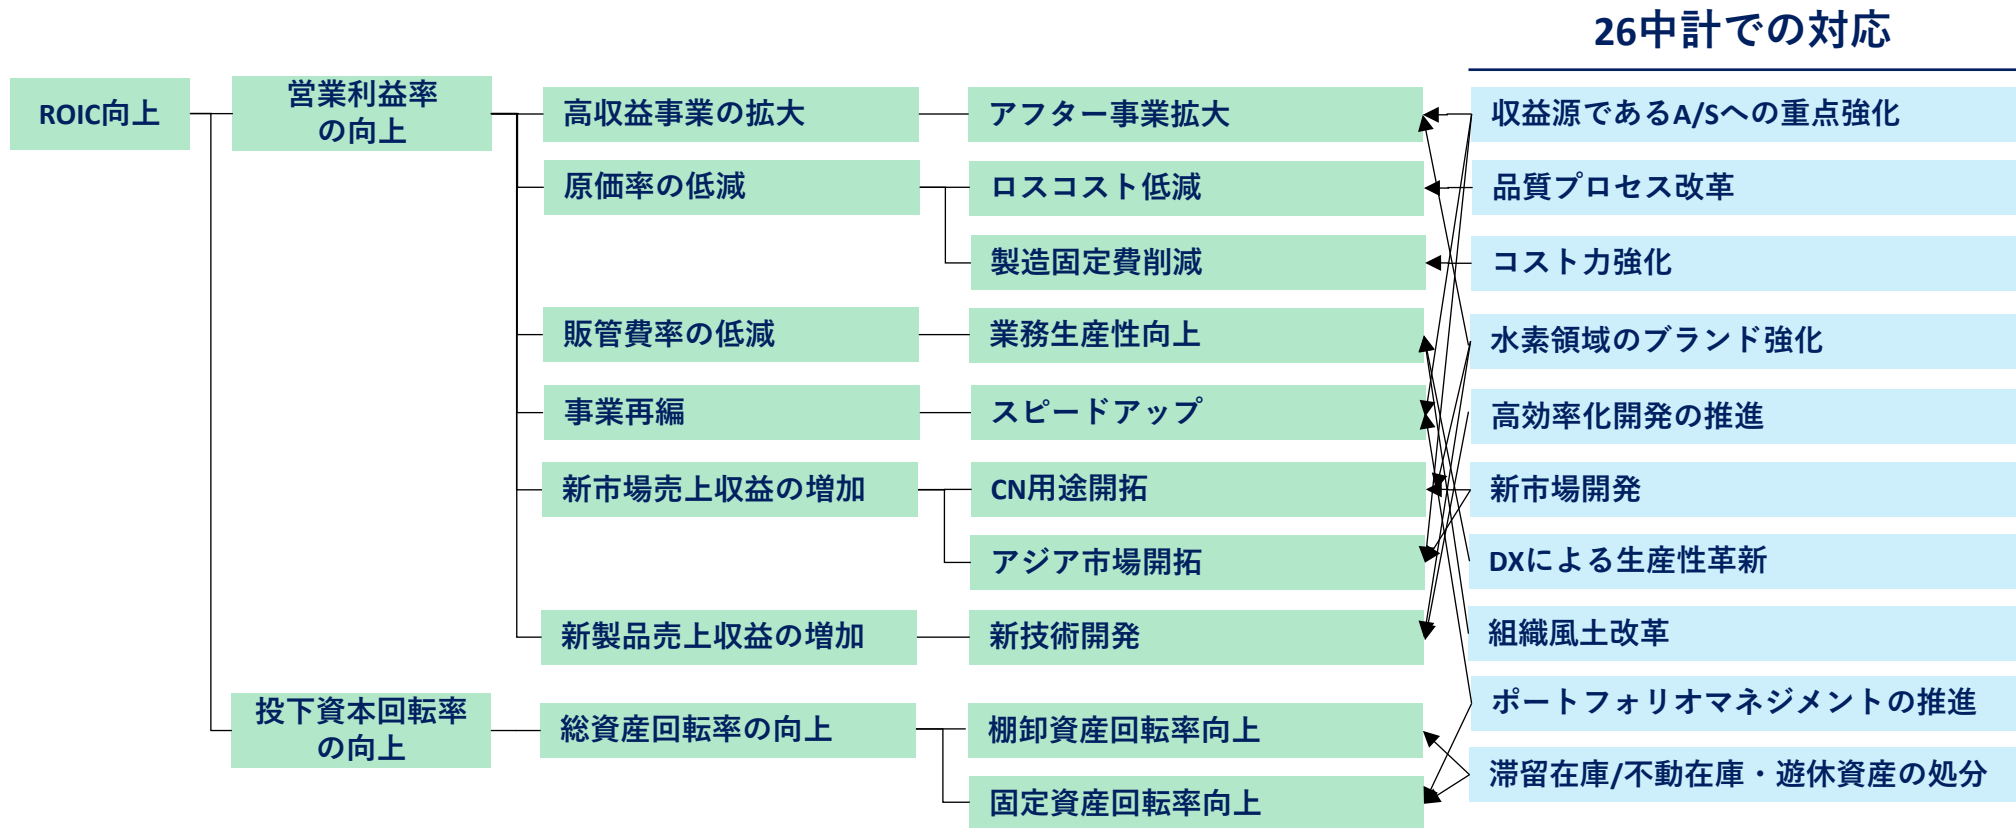 26中計での対応
ROIC向上
営業利益率
の向上
高収益事業の拡大
アフター事業拡大
収益源であるA/Sへの重点強化
原価率の低減
ロスコスト低減
品質プロセス改革
製造固定費削減
コスト力強化
販管費率の低減
業務生産性向上
水素領域のブランド強化
事業再編
スピードアップ
高効率化開発の推進
新市場売上収益の増加
CN用途開拓
新市場開発
アジア市場開拓
DXによる生産性革新
新製品売上収益の増加
新技術開発
組織風土改革
投下資本回転率
の向上
総資産回転率の向上
棚卸資産回転率向上
ポートフォリオマネジメントの推進
固定資産回転率向上
滞留在庫/不動在庫・遊休資産の処分